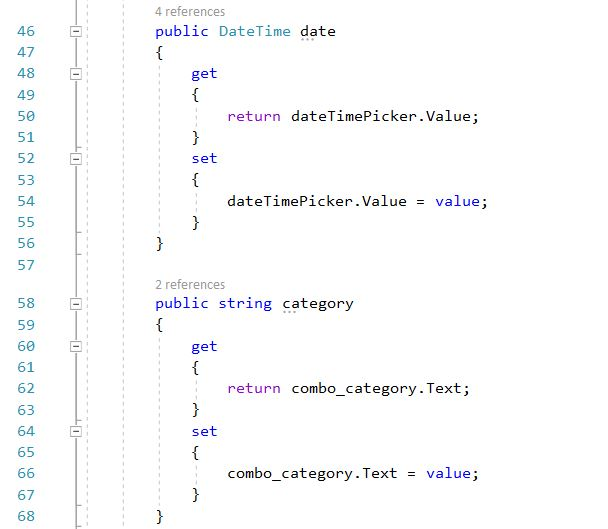 4 references
46 public DateTime date
47 {
48 get
49 {
50 return dateTimePicker.Value;
51 }
52 set
53 {
54 dateTimePicker.Value = value;
55 }
56 }
57
2 references
58 public string category
59 {
60 get
61 {
62 return combo_category.Text;
63 }
64 set
65 {
66 combo_category.Text = value;
67 }
68 }